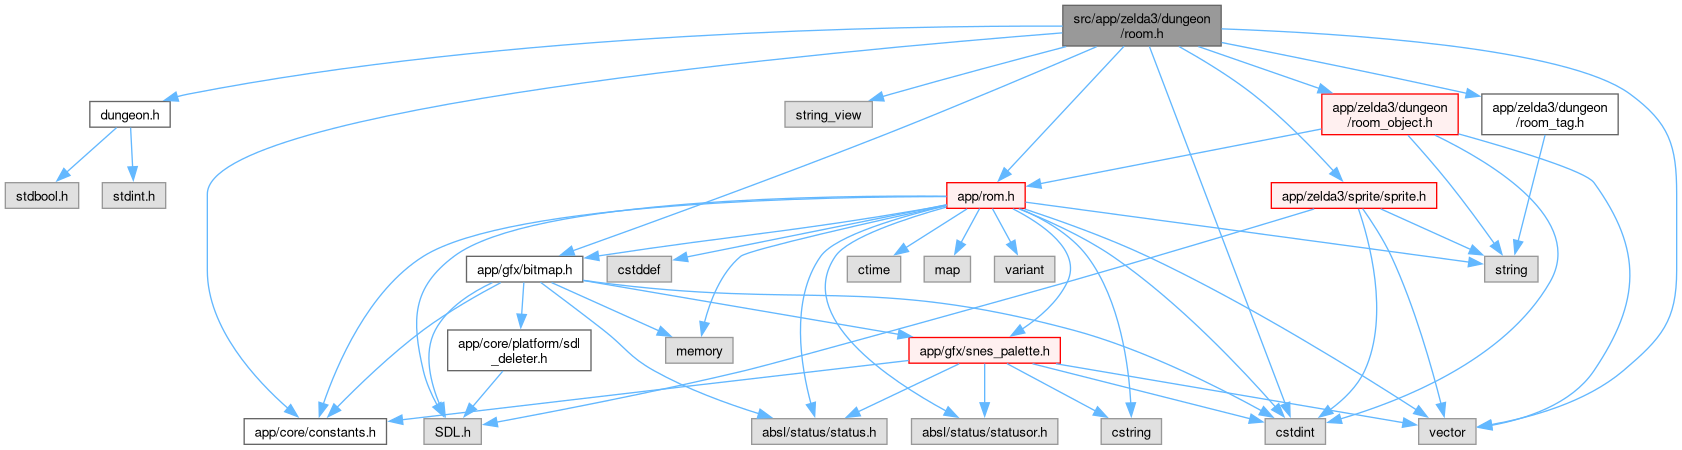 src/app/zelda3/dungeon
/room.h
dungeon.h
string_view
app/zelda3/dungeon
/room_object.h
app/zelda3/dungeon
/room_tag.h
stdbool.h
stdint.h
app/rom.h
app/zelda3/sprite/sprite.h
app/gfx/bitmap.h
cstddef
ctime
map
variant
string
app/core/platform/sdl
_deleter.h
memory
app/gfx/snes_palette.h
app/core/constants.h
SDL.h
absl/status/status.h
absl/status/statusor.h
cstring
cstdint
vector